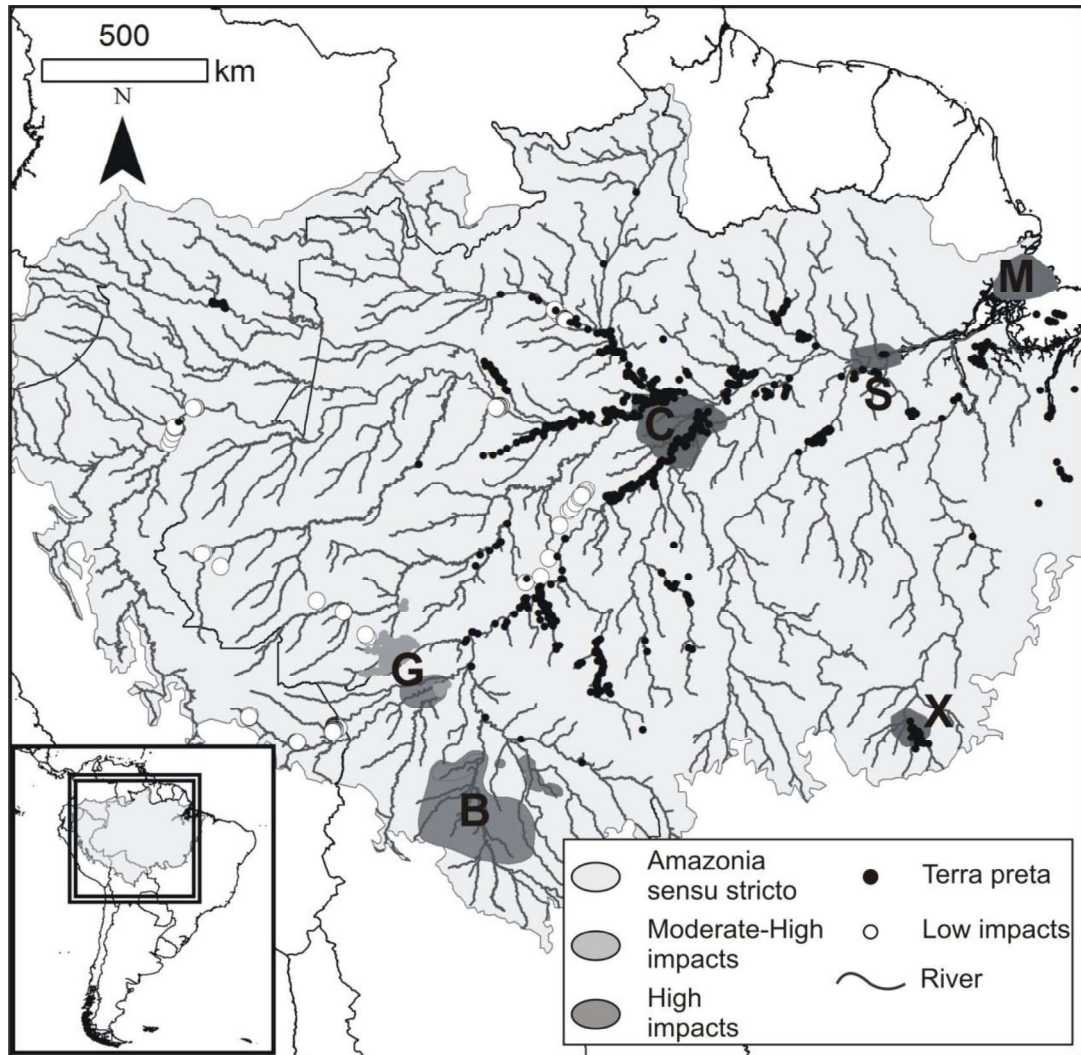 500
km
N
M
S
C
G
X
B
Amazonia
sensu stricto
Moderate-High
impacts
High
impacts
Terra preta
Low impacts
River